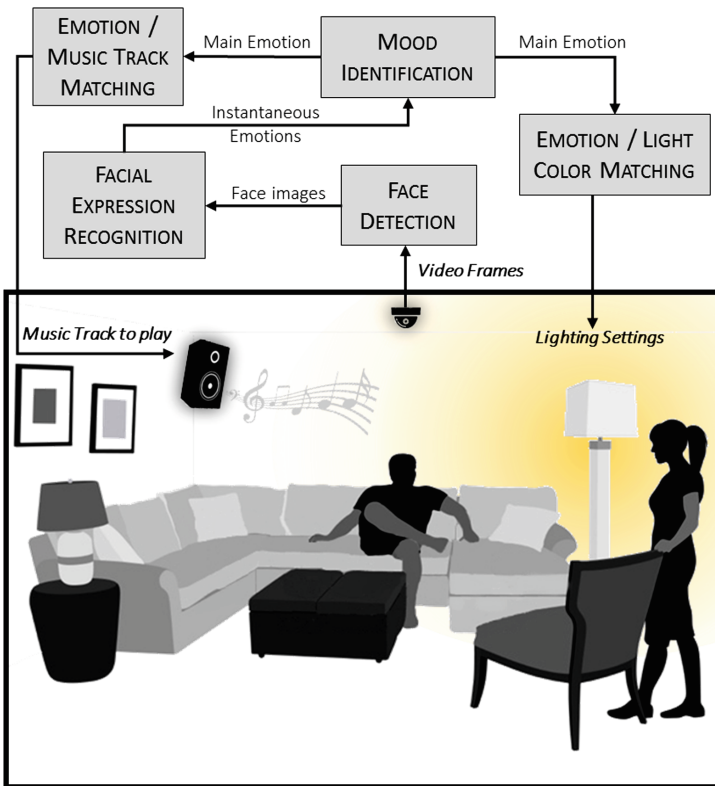 EMOTION /
MUSIC TRACK
MATCHING
Main Emotion
MOOD
IDENTIFICATION
Main Emotion
Instantaneous
Emotions
EMOTION / LIGHT
COLOR MATCHING
FACIAL
EXPRESSION
RECOGNITION
Face images
FACE
DETECTION
Video Frames
Music Track to play
Lighting Settings